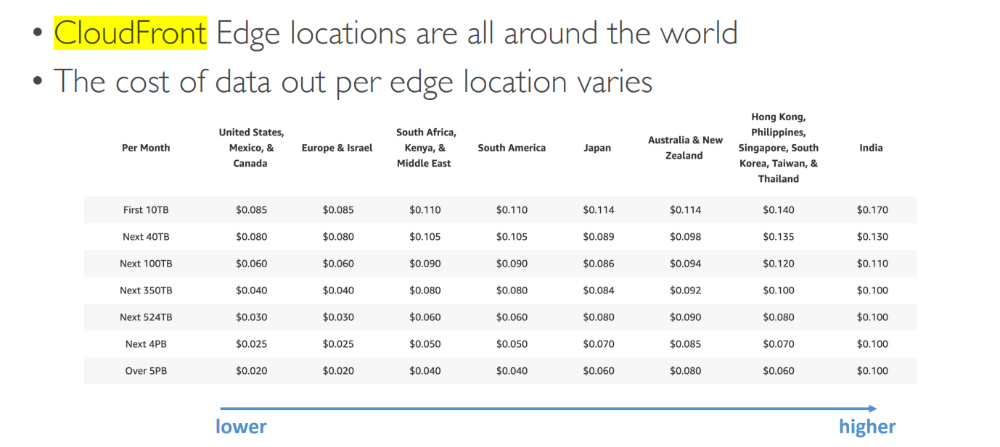 • CloudFront Edge locations are all around the world
• The cost of data out per edge location varies
Per Month United States, Mexico, & Canada Europe & Israel South Africa, Kenya, & Middle East South America Japan Australia & New Zealand Hong Kong, Philippines, Singapore, South Korea, Taiwan, & Thailand India
First 10TB $0.085 $0.085 $0.110 $0.110 $0.114 $0.114 $0.140 $0.170
Next 40TB $0.080 $0.080 $0.105 $0.105 $0.089 $0.098 $0.135 $0.130
Next 100TB $0.060 $0.060 $0.090 $0.090 $0.086 $0.094 $0.120 $0.110
Next 350TB $0.040 $0.040 $0.080 $0.080 $0.084 $0.092 $0.100 $0.100
Next 524TB $0.030 $0.030 $0.060 $0.060 $0.080 $0.090 $0.080 $0.100
Next 4PB $0.025 $0.025 $0.050 $0.050 $0.070 $0.085 $0.070 $0.100
Over 5PB $0.020 $0.020 $0.040 $0.040 $0.060 $0.080 $0.060 $0.100
lower higher